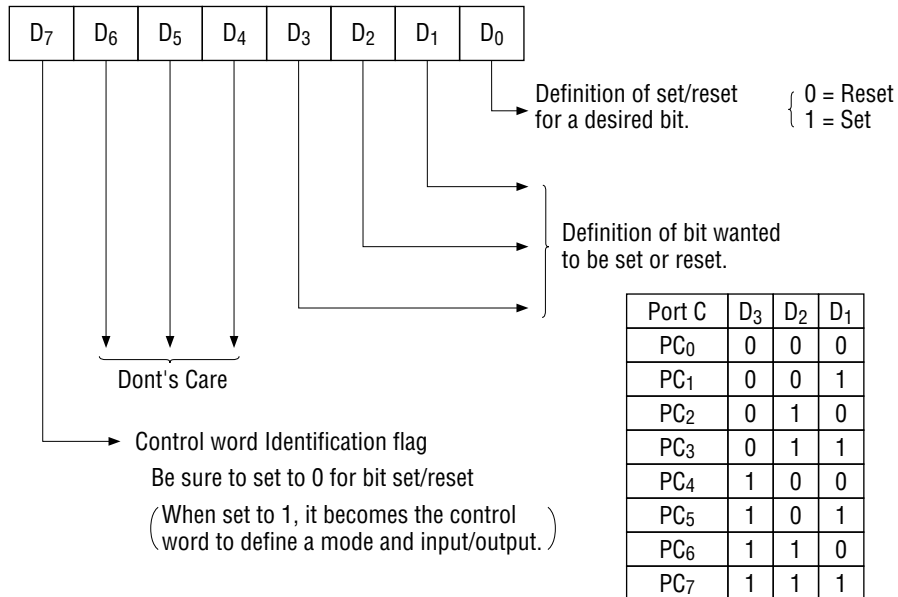 D7 D6 D5 D4 D3 D2 D1 D0
Definition of set/reset
for a desired bit.
0 = Reset
1 = Set
Definition of bit wanted
to be set or reset.
Dont's Care
Control word Identification flag
Be sure to set to 0 for bit set/reset
(When set to 1, it becomes the control
word to define a mode and input/output.)
Port C D3 D2 D1
PC0 0 0 0
PC1 0 0 1
PC2 0 1 0
PC3 0 1 1
PC4 1 0 0
PC5 1 0 1
PC6 1 1 0
PC7 1 1 1